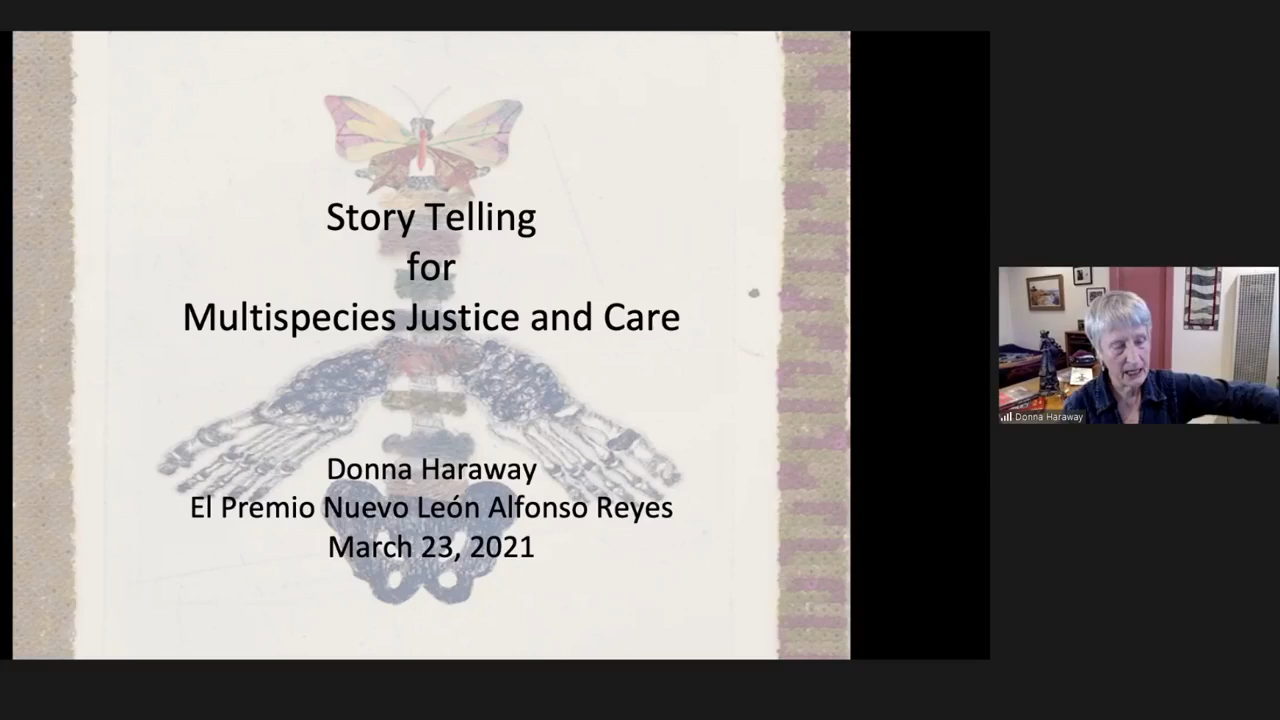 Story Telling
for
Multispecies Justice and Care
Donna Haraway
El Premio Nuevo León Alfonso Reyes
March 23, 2021
Donna Haraway